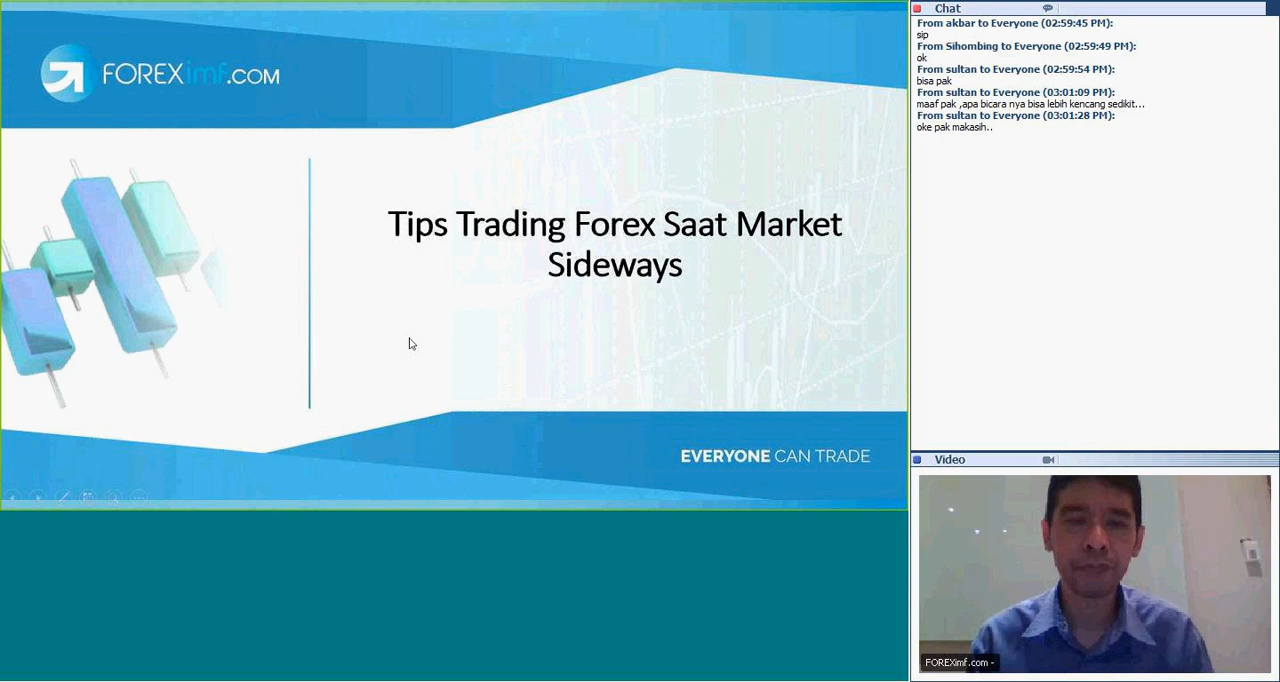 FOREXimf.COM
Tips Trading Forex Saat Market
Sideways
EVERYONE CAN TRADE
Chat
From akbar to Everyone (02:59:45 PM):
sip
From Sihombing to Everyone (02:59:49 PM):
ok
From sultan to Everyone (02:59:54 PM):
bisa pak
From sultan to Everyone (03:01:09 PM):
maaf pak ,apa bicara nya bisa lebih kencang sedikit...
From sultan to Everyone (03:01:28 PM):
oke pak makasih..
Video
FOREXimf.com -